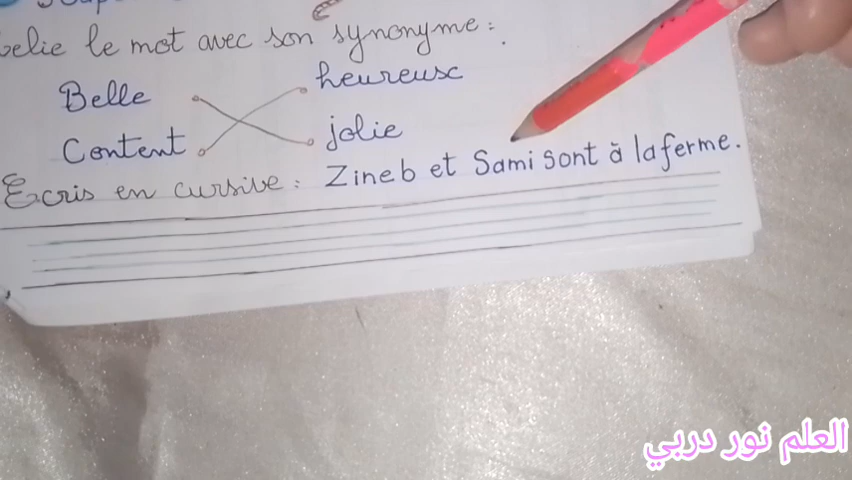 Relie le mot avec son synonyme :
Belle heureuse
Content jolie
Ecris en cursive : Zineb et Sami sont à la ferme.
العلم نور دربي